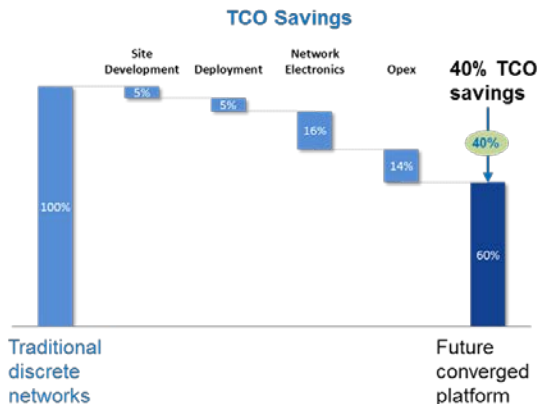 TCO Savings
Site
Development
Deployment
Network
Electronics
Opex
40% TCO
savings
5%
5%
16%
14%
40%
100%
60%
Traditional
discrete
networks
Future
converged
platform